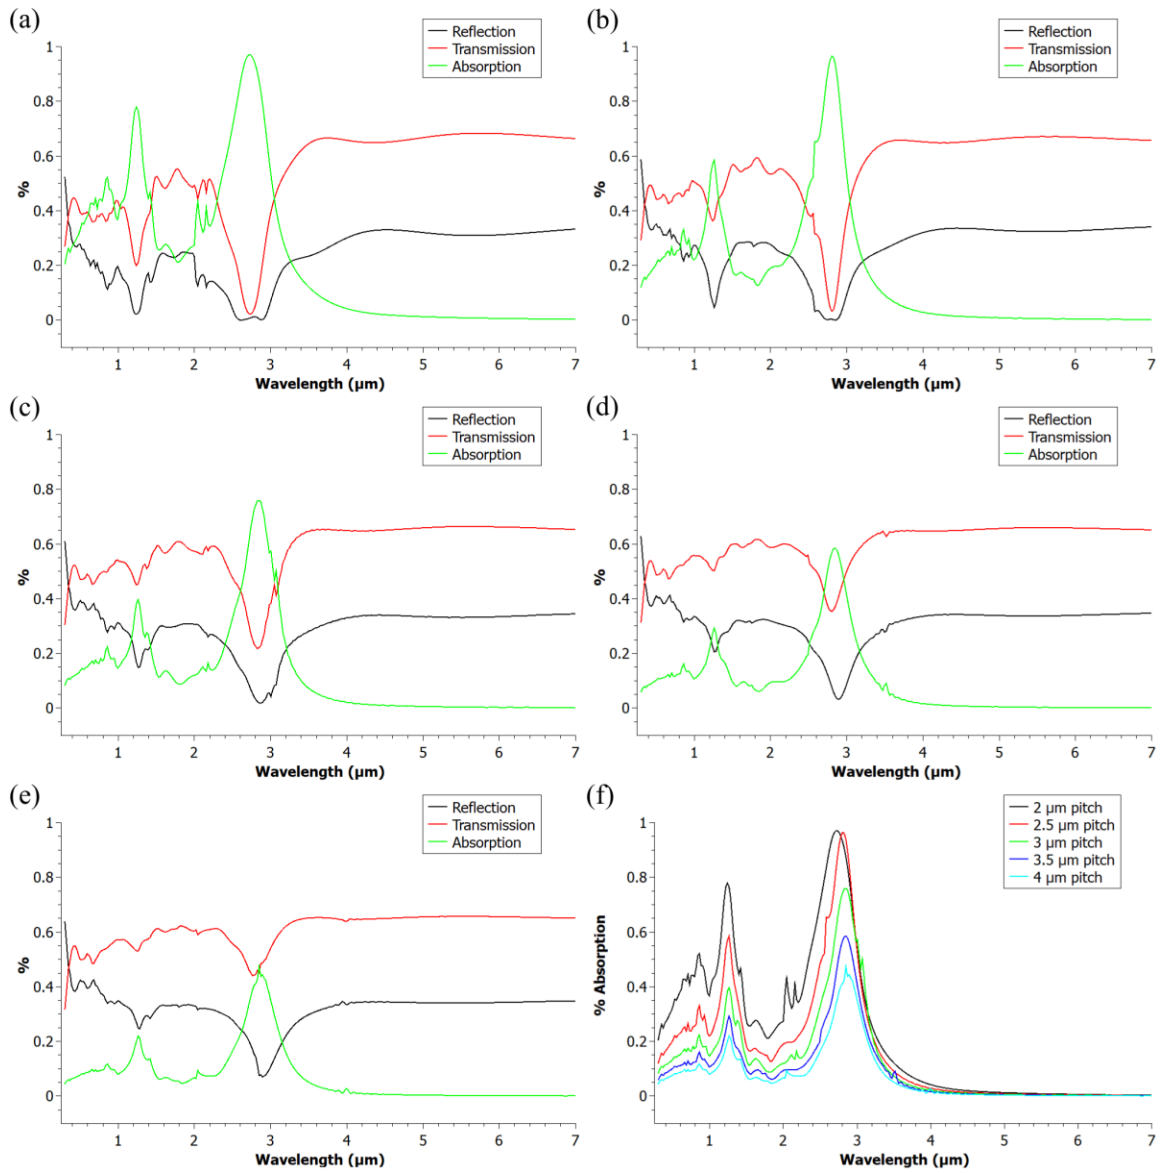 (a)
Reflection
Transmission
Absorption
1
0.8
0.6
%
0.4
0.2
0
1 2 3 4 5 6 7
Wavelength (µm)
(b)
Reflection
Transmission
Absorption
1
0.8
0.6
%
0.4
0.2
0
1 2 3 4 5 6 7
Wavelength (µm)
(c)
Reflection
Transmission
Absorption
1
0.8
0.6
%
0.4
0.2
0
1 2 3 4 5 6 7
Wavelength (µm)
(d)
Reflection
Transmission
Absorption
1
0.8
0.6
%
0.4
0.2
0
1 2 3 4 5 6 7
Wavelength (µm)
(e)
Reflection
Transmission
Absorption
1
0.8
0.6
%
0.4
0.2
0
1 2 3 4 5 6 7
Wavelength (µm)
(f)
2 µm pitch
2.5 µm pitch
3 µm pitch
3.5 µm pitch
4 µm pitch
1
0.8
0.6
% Absorption
0.4
0.2
0
1 2 3 4 5 6 7
Wavelength (µm)